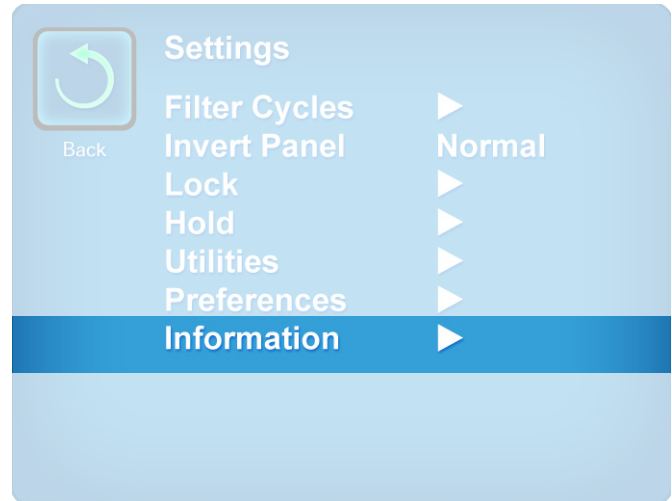 Settings
Back
Filter Cycles
Invert Panel Normal
Lock
Hold
Utilities
Preferences
Information